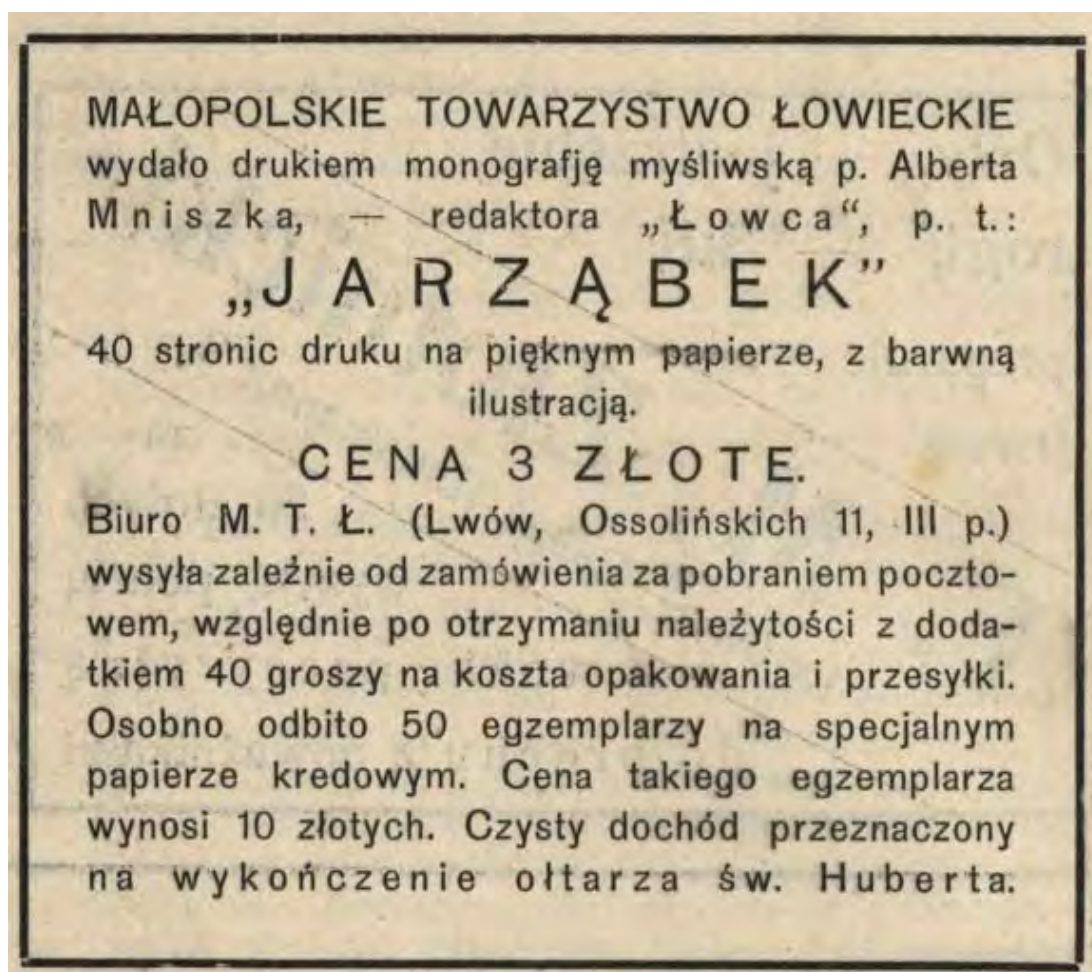 MAŁOPOLSKIE TOWARZYSTWO ŁOWIECKIE
wydało drukiem monografję myśliwską p. Alberta
Mniszka, — redaktora „Łowca“, p. t.:
„JARZĄBEK”
40 stronic druku na pięknym papierze, z barwną
ilustracją.
CENA 3 ZŁOTE.
Biuro M. T. Ł. (Lwów, Ossolińskich 11, III p.)
wysyła zależnie od zamówienia za pobraniem poczto-
wem, względnie po otrzymaniu należytości z doda-
tkiem 40 groszy na koszta opakowania i przesyłki.
Osobno odbito 50 egzemplarzy na specjalnym
papierze kredowym. Cena takiego egzemplarza
wynosi 10 złotych. Czysty dochód przeznaczony
na wykończenie ołtarza św. Huberta.